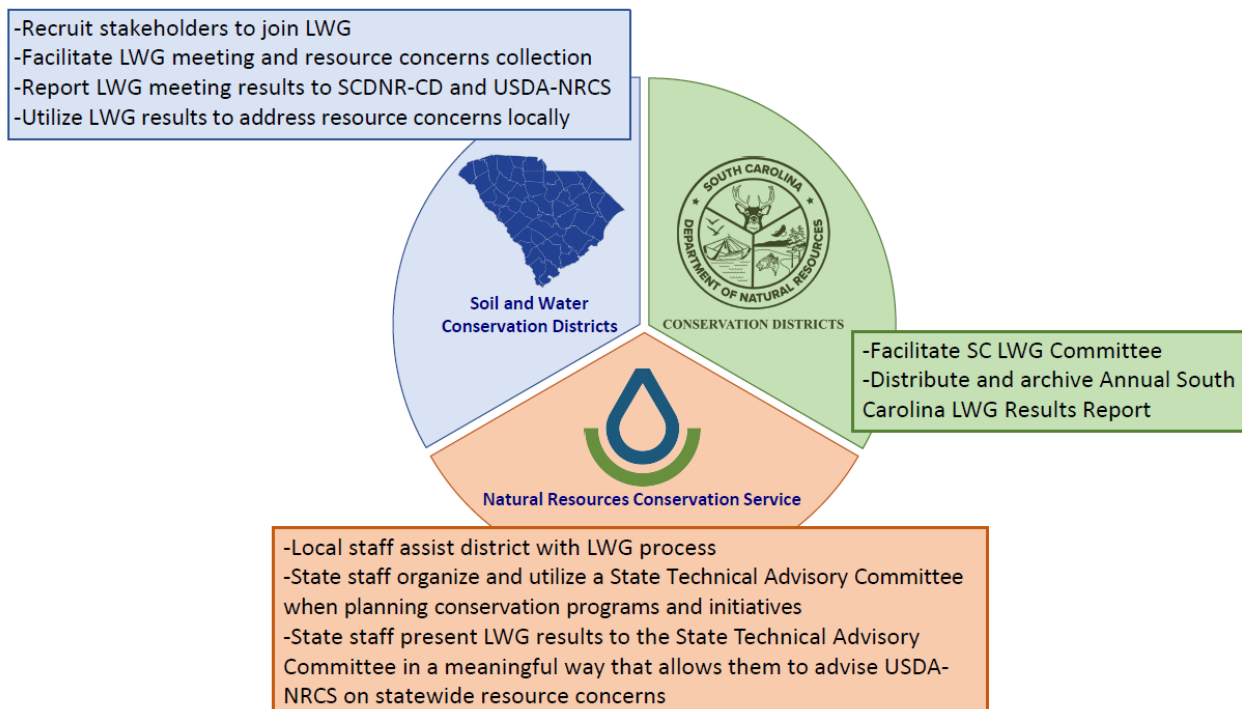 -Recruit stakeholders to join LWG
-Facilitate LWG meeting and resource concerns collection
-Report LWG meeting results to SCDNR-CD and USDA-NRCS
-Utilize LWG results to address resource concerns locally
Soil and Water
Conservation Districts
SOUTH CAROLINA
DEPARTMENT OF NATURAL RESOURCES
CONSERVATION DISTRICTS
-Facilitate SC LWG Committee
-Distribute and archive Annual South
Carolina LWG Results Report
Natural Resources Conservation Service
-Local staff assist district with LWG process
-State staff organize and utilize a State Technical Advisory Committee
when planning conservation programs and initiatives
-State staff present LWG results to the State Technical Advisory
Committee in a meaningful way that allows them to advise USDA-
NRCS on statewide resource concerns